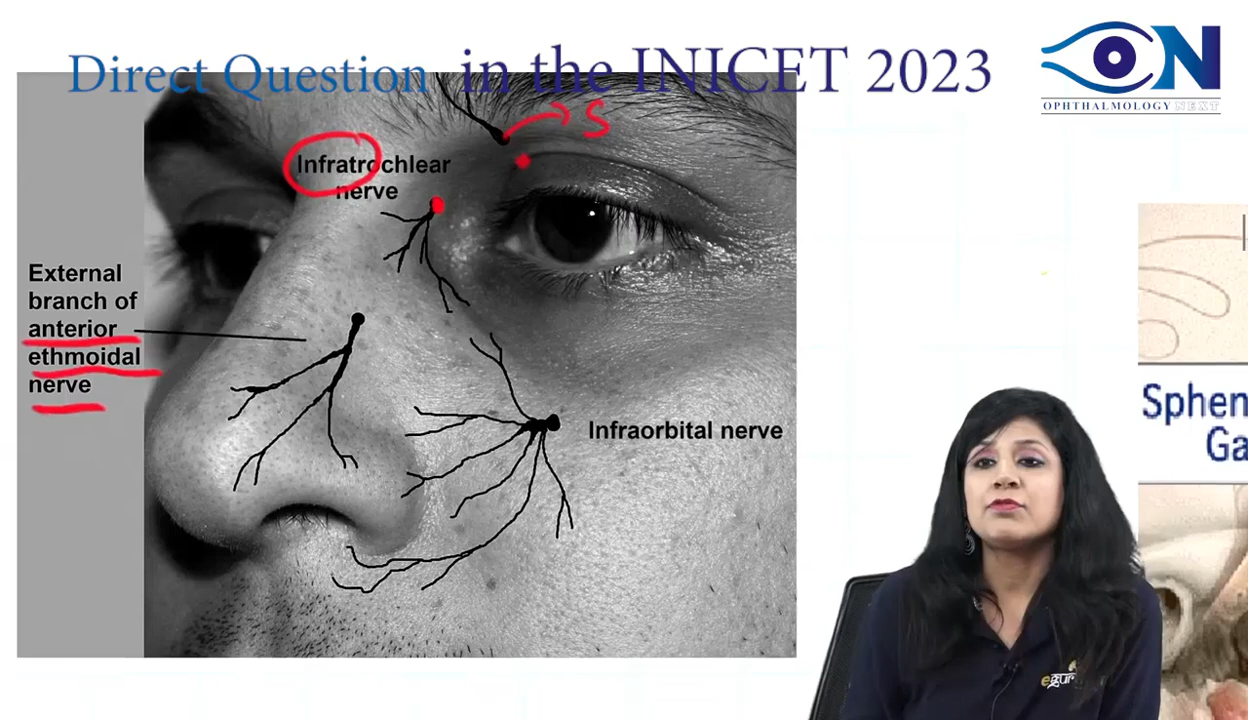 Direct Question in the INICET 2023
ON
OPHTHALMOLOGY NEXT
S
Infratrochlear
nerve
External
branch of
anterior
ethmoidal
nerve
Infraorbital nerve
Sphen
Ga